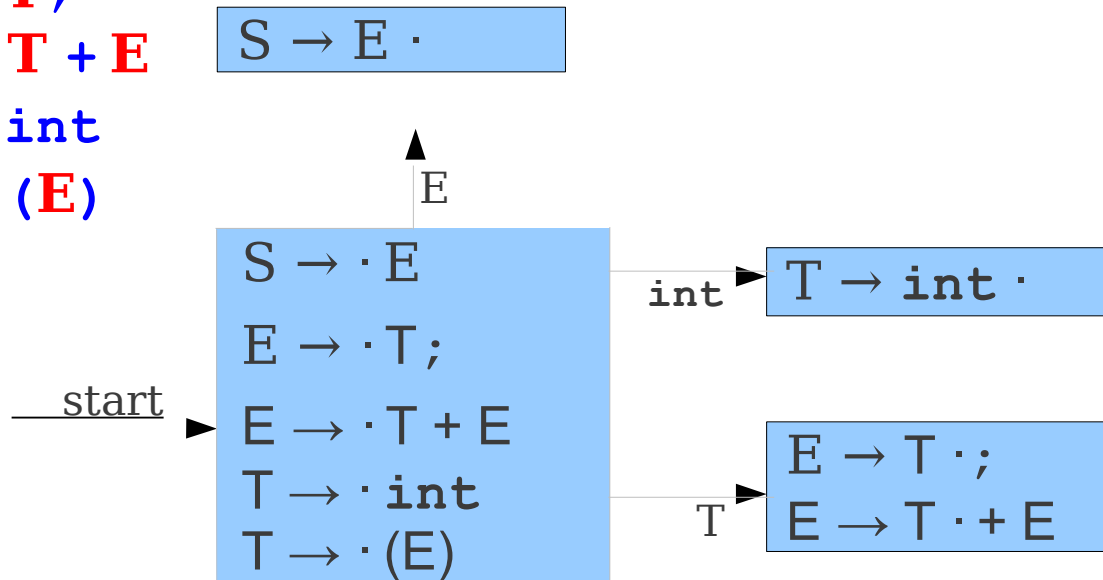 T;
T + E
int
(E)
S → E ·
E
S → · E
E → · T ;
E → · T + E
T → · int
T → · (E)
start
int
T → int ·
T
E → T · ;
E → T · + E